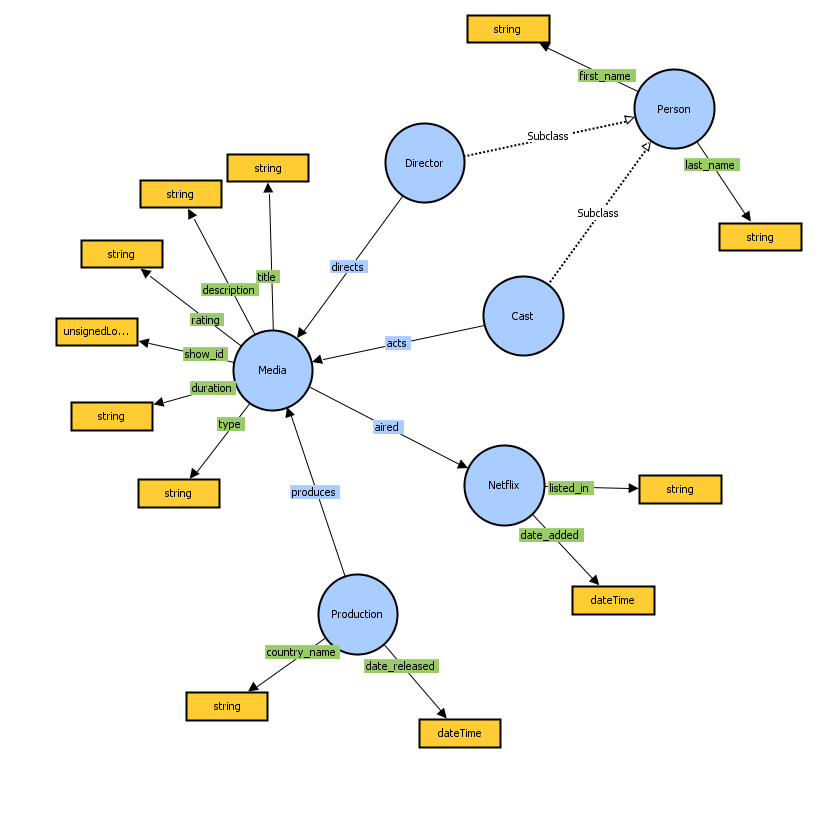 string
first_name
Person
Subclass
Director
string
last_name
string
Subclass
string
string
directs
title
description
Cast
rating
unsignedLo...
acts
show_id
Media
duration
string
type
aired
string
Netflix
listed_in
string
produces
date_added
dateTime
Production
country_name
date_released
string
dateTime